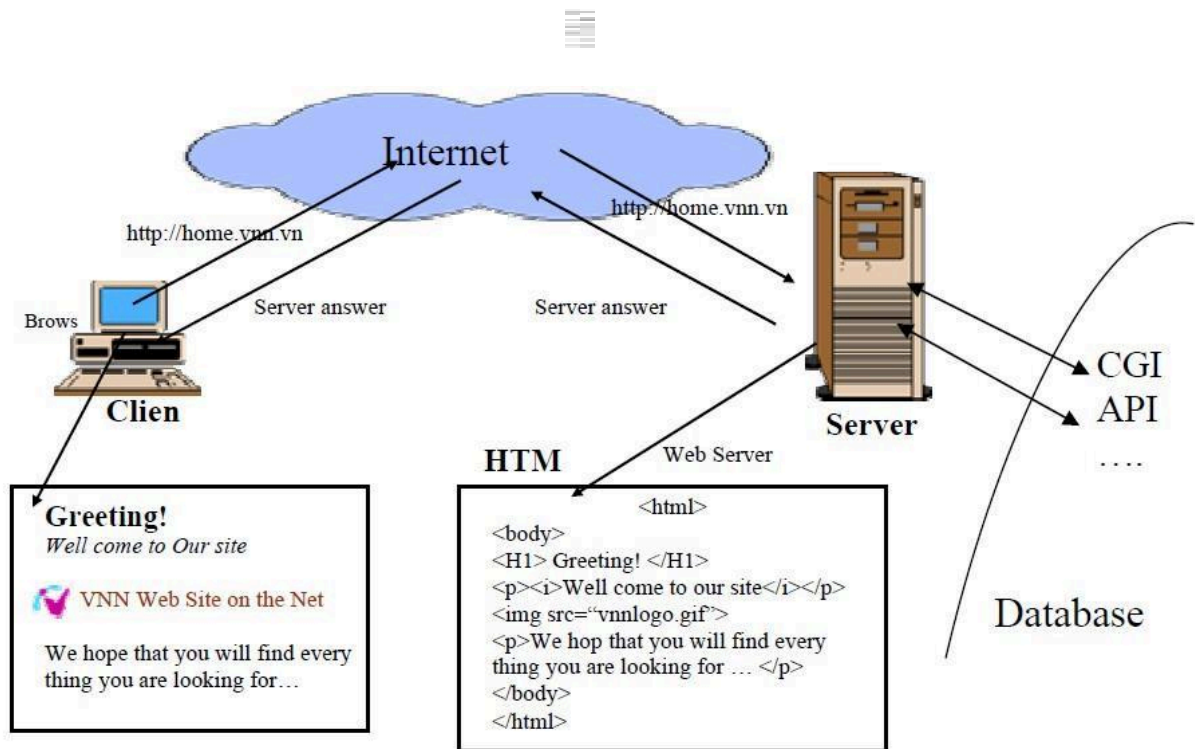 Internet
http://home.vnn.vn
http://home.vnn.vn
Server answer
Server answer
Brows
Clien
Server
CGI
API
....
Database
Web Server
HTM
Greeting!
Well come to Our site
VNN Web Site on the Net
We hope that you will find every
thing you are looking for…
<html>
<body>
<H1> Greeting! </H1>
<p><i>Well come to our site</i></p>
<img src=“vnnlogo.gif”>
<p>We hop that you will find every
thing you are looking for … </p>
</body>
</html>